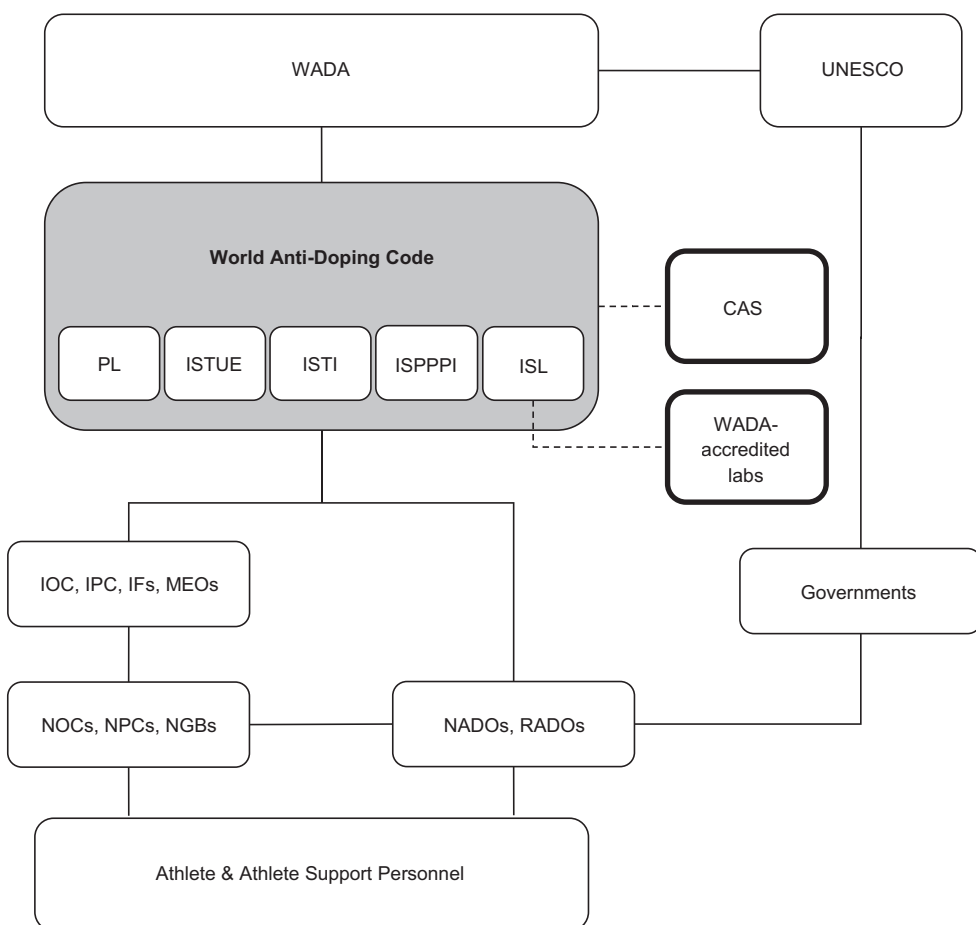 WADA
UNESCO
World Anti-Doping Code
CAS
PL
ISTUE
ISTI
ISPPPI
ISL
WADA-
accredited
labs
IOC, IPC, IFs, MEOs
Governments
NOCs, NPCs, NGBs
NADOs, RADOs
Athlete & Athlete Support Personnel